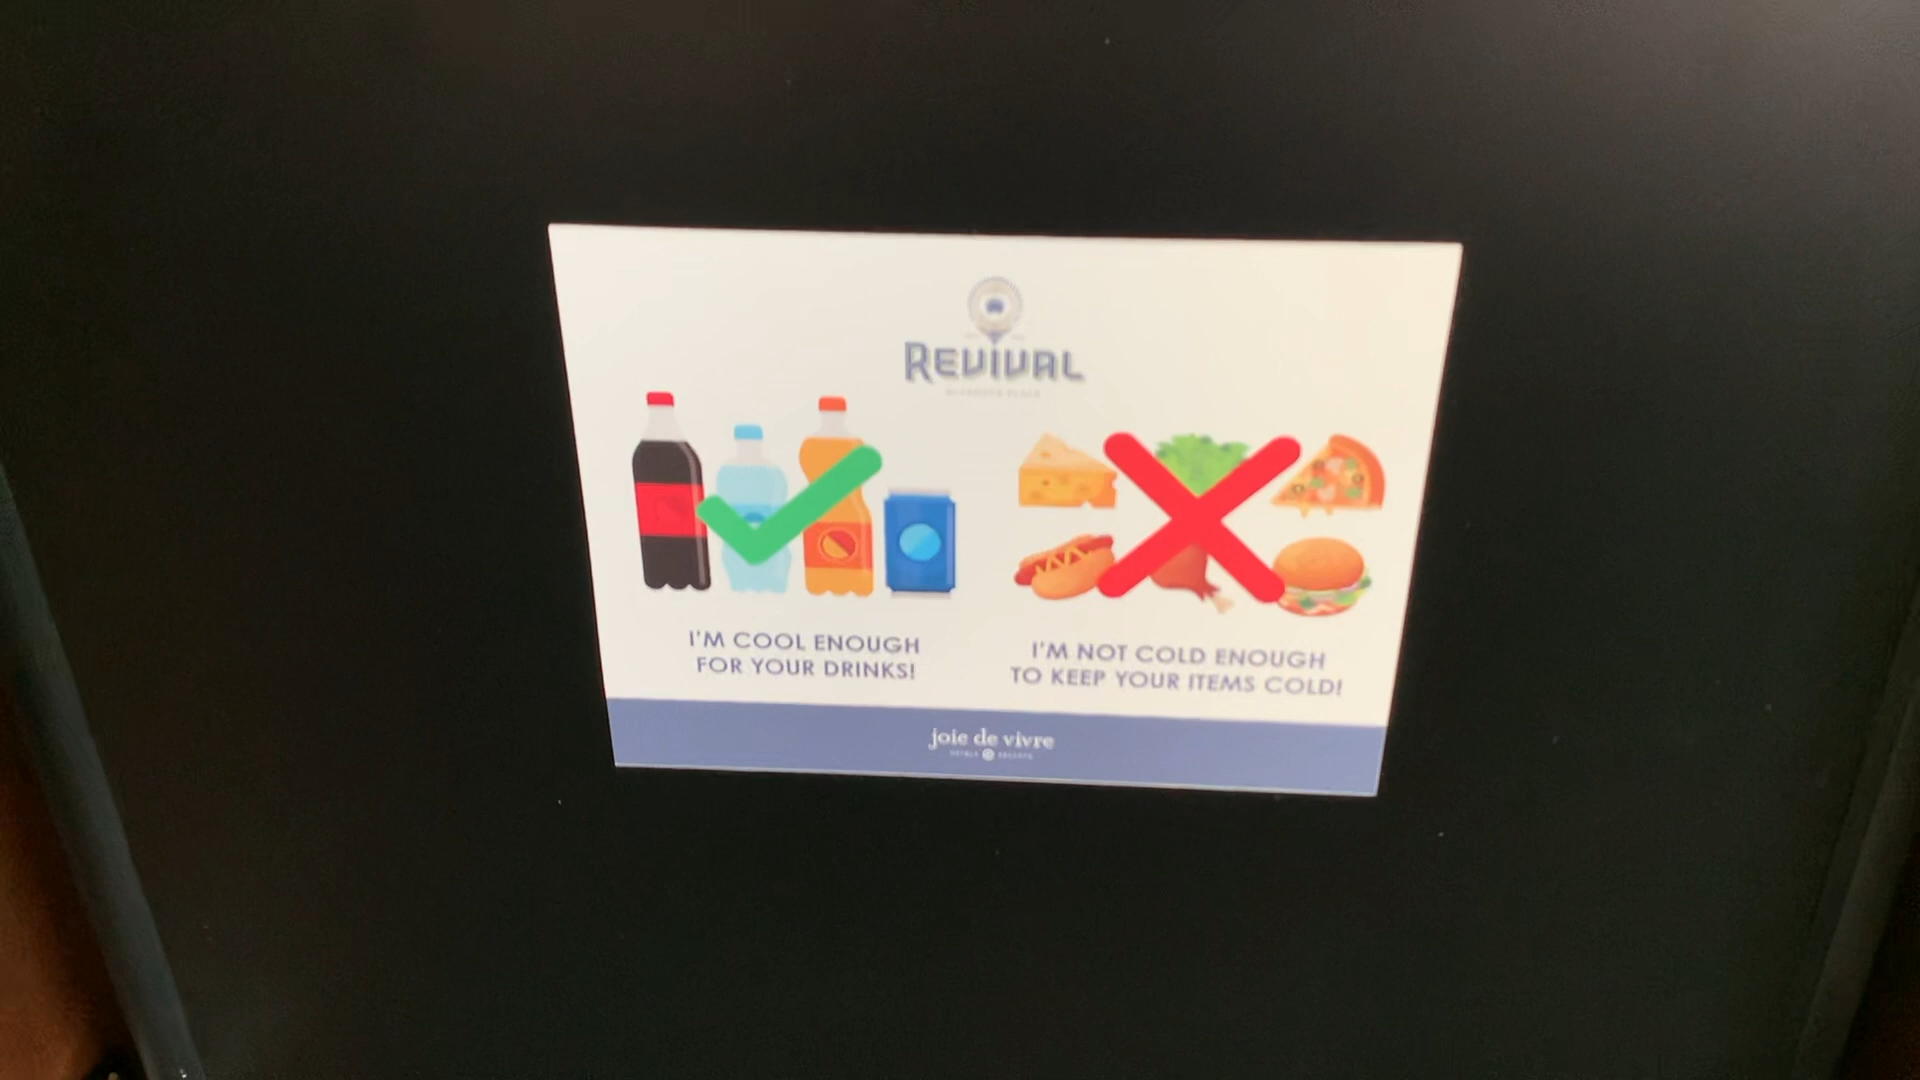 REVIVAL
I'M COOL ENOUGH
FOR YOUR DRINKS!
I'M NOT COLD ENOUGH
TO KEEP YOUR ITEMS COLD!
joie de vivre